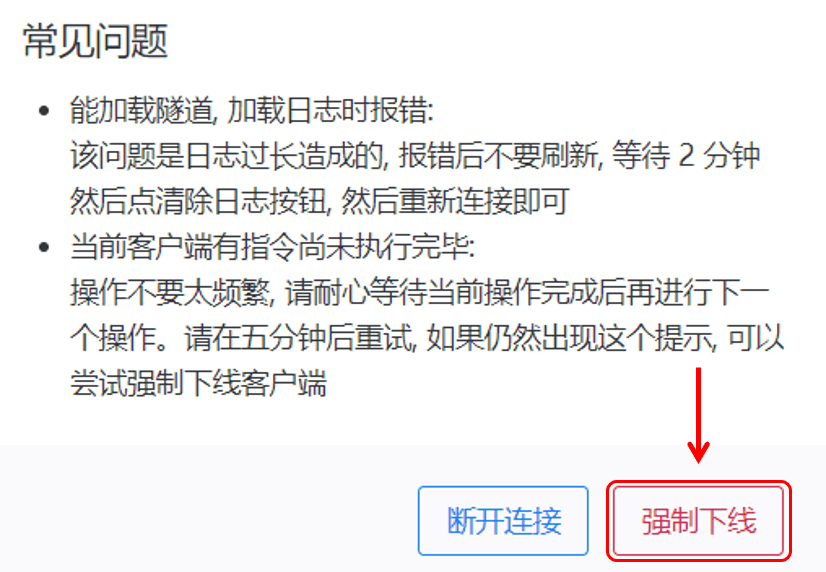 常见问题
• 能加载隧道, 加载日志时报错:
该问题是日志过长造成的, 报错后不要刷新, 等待 2 分钟
然后点清除日志按钮, 然后重新连接即可
• 当前客户端有指令尚未执行完毕:
操作不要太频繁, 请耐心等待当前操作完成后再进行下一
个操作。请在五分钟后重试, 如果仍然出现这个提示, 可以
尝试强制下线客户端
断开连接
强制下线